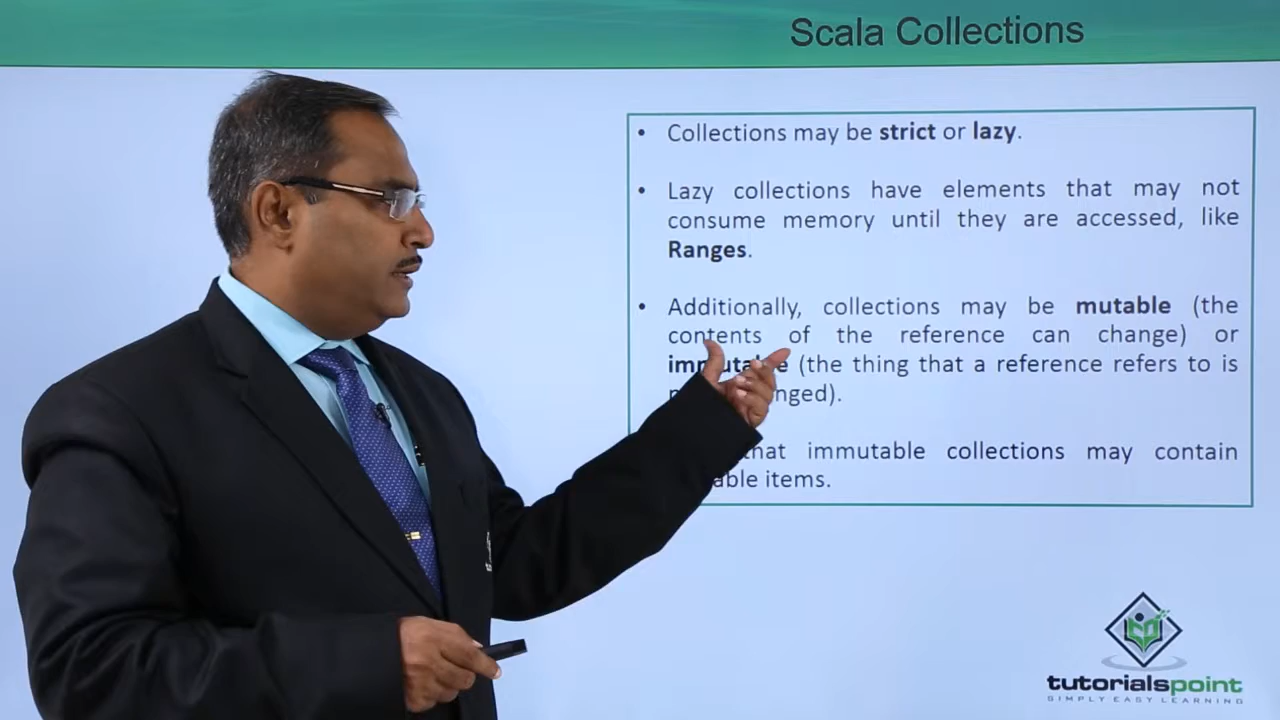 Scala Collections
• Collections may be strict or lazy.
• Lazy collections have elements that may not
consume memory until they are accessed, like
Ranges.
• Additionally, collections may be mutable (the
contents of the reference can change) or
(the thing that a reference refers to is
that immutable collections may contain
items.
tutorialspoint
SIMPLY EASY LEARNING